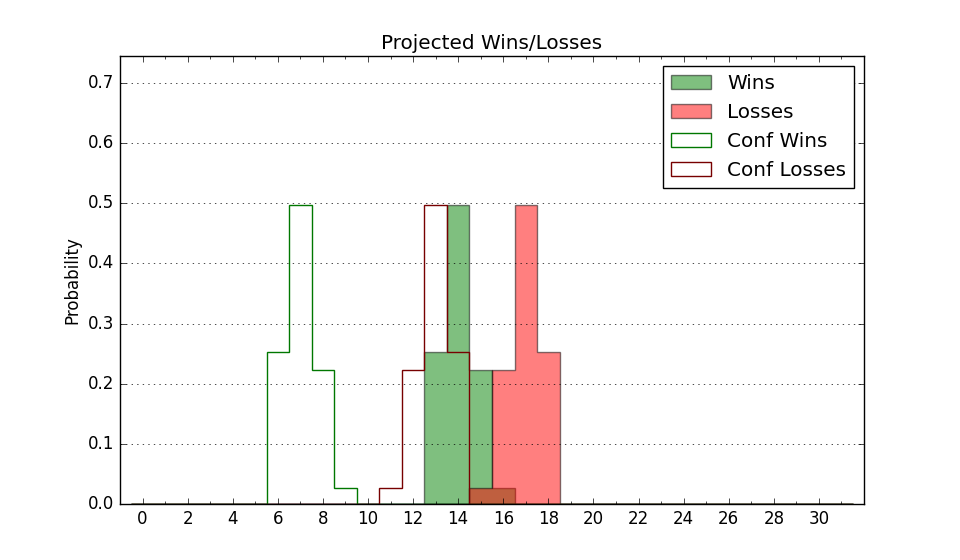 Projected Wins/Losses
Wins
Losses
Conf Wins
Conf Losses
Probability
0.7
0.6
0.5
0.4
0.3
0.2
0.1
0.0
0 2 4 6 8 10 12 14 16 18 20 22 24 26 28 30